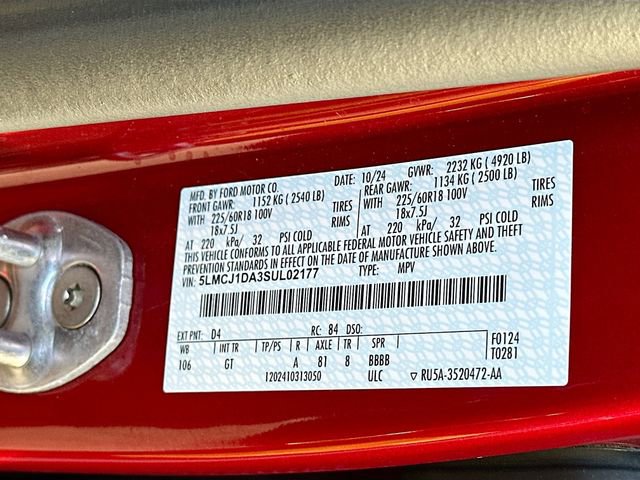 MFD. BY FORD MOTOR CO. DATE: 10/24 GVWR: 2232 KG ( 4920 LB)
FRONT GAWR: 1152 KG ( 2540 LB) REAR GAWR: 1134 KG ( 2500 LB)
WITH 225/60R18 100V TIRES WITH 225/60R18 100V TIRES
18x7.5J RIMS 18x7.5J RIMS
AT 220 kPa/ 32 PSI COLD AT 220 kPa/ 32 PSI COLD
THIS VEHICLE CONFORMS TO ALL APPLICABLE FEDERAL MOTOR VEHICLE SAFETY AND THEFT
PREVENTION STANDARDS IN EFFECT ON THE DATE OF MANUFACTURE SHOWN ABOVE.
VIN: 5LMCJ1DA3SUL02177 TYPE: MPV
EXT PNT: D4 RC: 84 DSO: F0124
WB INT TR TP/PS R AXLE TR SPR T0281
106 GT A 81 8 BBBB
1202410313050 ULC ▽ RU5A-3520472-AA